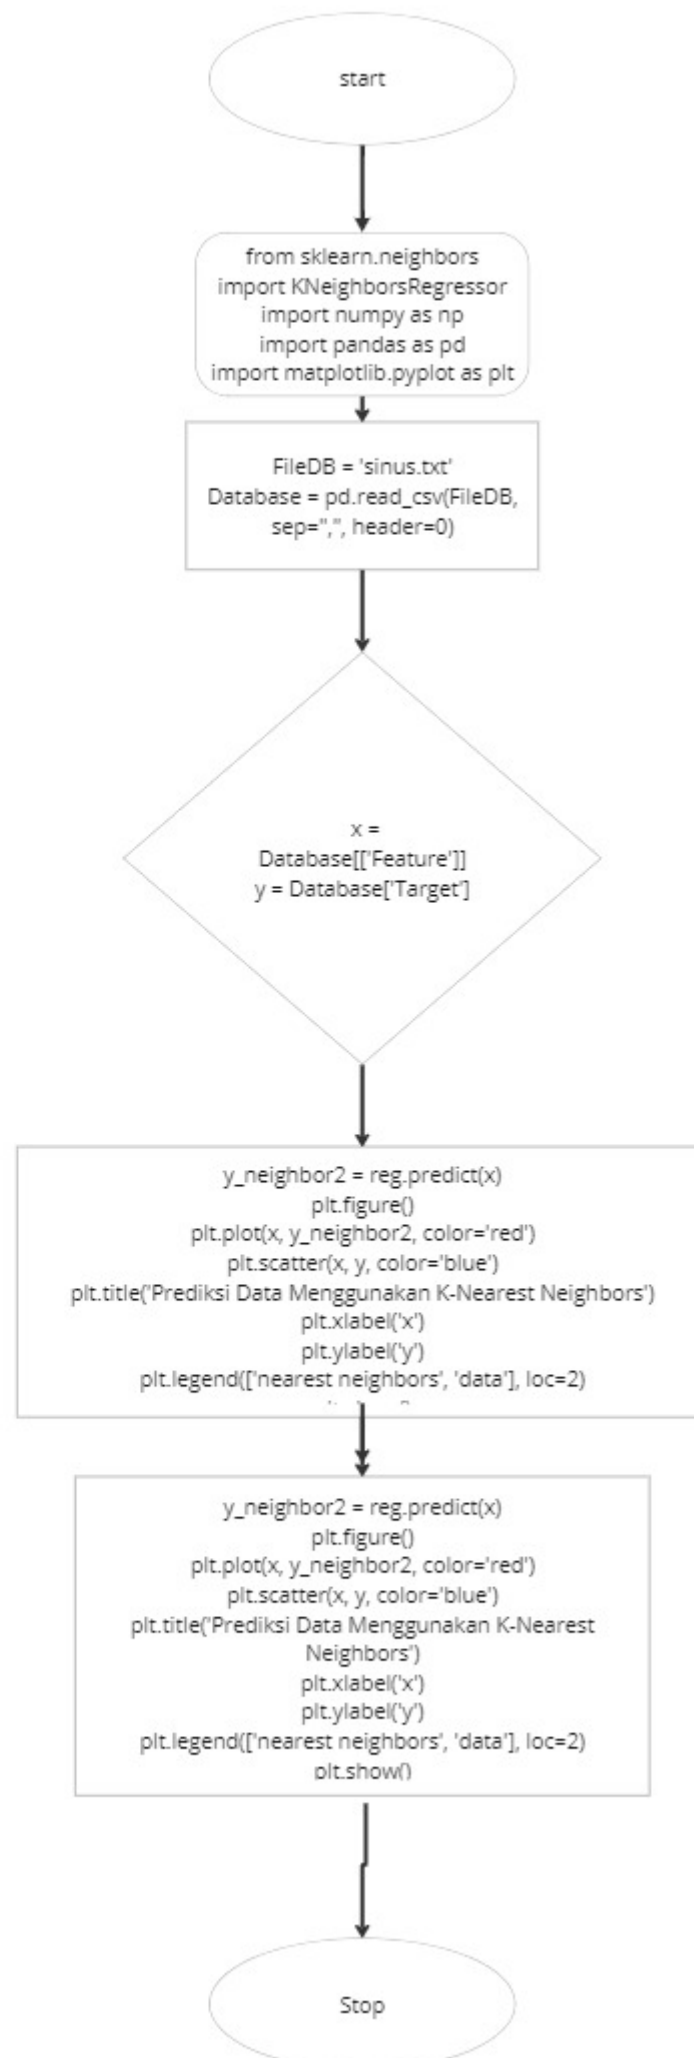 start
from sklearn.neighbors
import KNeighborsRegressor
import numpy as np
import pandas as pd
import matplotlib.pyplot as plt
FileDB = 'sinus.txt'
Database = pd.read_csv(FileDB,
sep=",", header=0)
x =
Database[['Feature']]
y = Database['Target']
y_neighbor2 = reg.predict(x)
plt.figure()
plt.plot(x, y_neighbor2, color='red')
plt.scatter(x, y, color='blue')
plt.title('Prediksi Data Menggunakan K-Nearest Neighbors')
plt.xlabel('x')
plt.ylabel('y')
plt.legend(['nearest neighbors', 'data'], loc=2)
y_neighbor2 = reg.predict(x)
plt.figure()
plt.plot(x, y_neighbor2, color='red')
plt.scatter(x, y, color='blue')
plt.title('Prediksi Data Menggunakan K-Nearest
Neighbors')
plt.xlabel('x')
plt.ylabel('y')
plt.legend(['nearest neighbors', 'data'], loc=2)
plt.show()
Stop